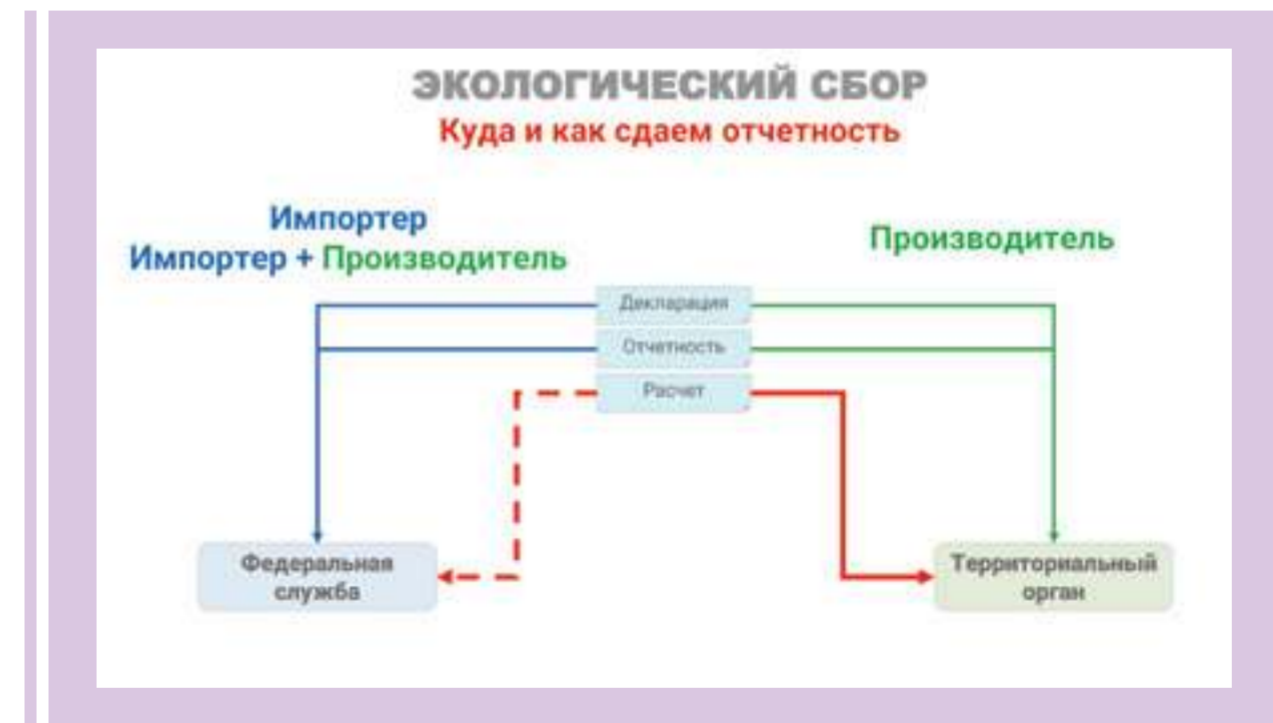 ЭКОЛОГИЧЕСКИЙ СБОР
Куда и как сдаем отчетность
Импортер
Импортер + Производитель
Производитель
Декларация
Отчетность
Расчет
Федеральная
служба
Территориальный
орган